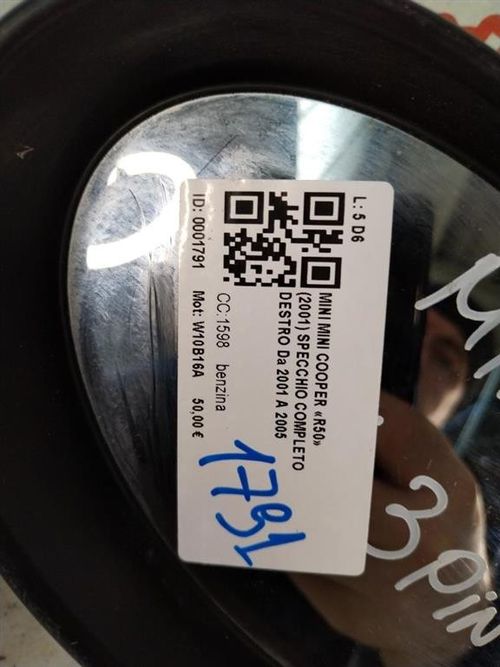 L: 5 D6
MINI MINI COOPER «R50»
(2001) SPECCHIO COMPLETO
DESTRO Da 2001 A 2005
CC:1598 benzina
ID: 0001791 Mot: W10B16A 50,00 €
1791
3 PIN